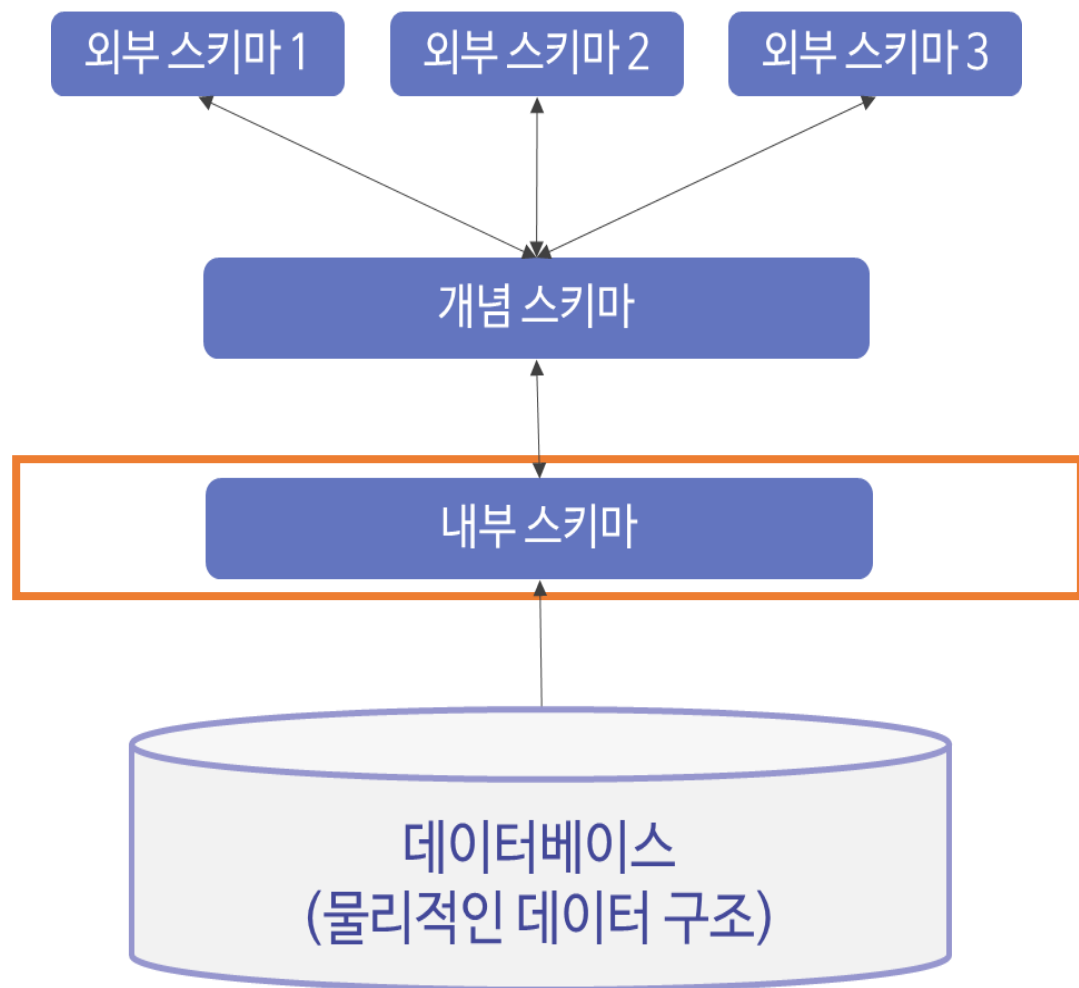 외부 스키마 1
외부 스키마 2
외부 스키마 3
개념 스키마
내부 스키마
데이터베이스
(물리적인 데이터 구조)